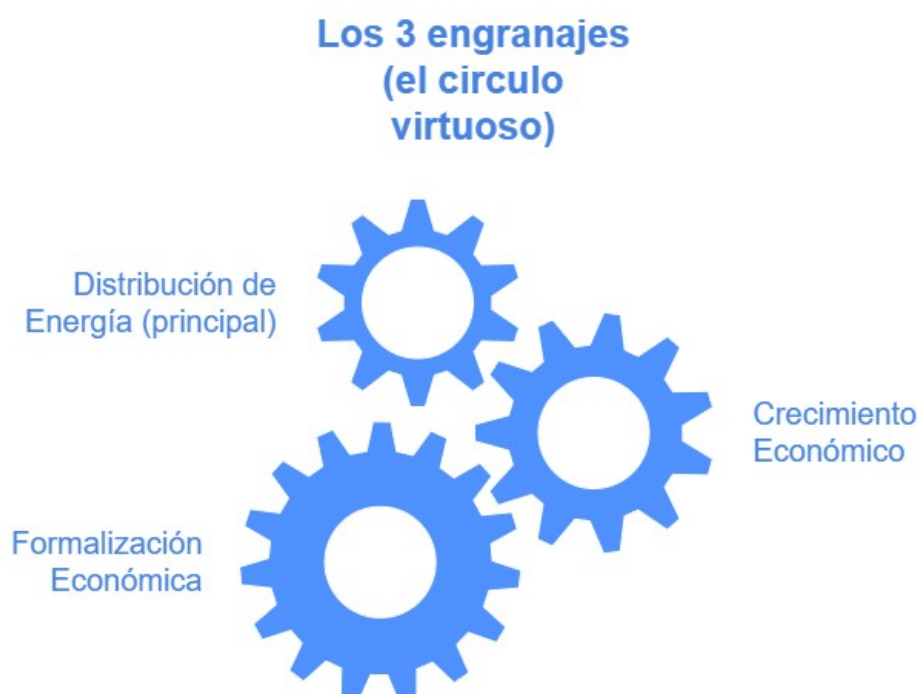 Los 3 engranajes
(el circulo
virtuoso)
Distribución de
Energía (principal)
Crecimiento
Económico
Formalización
Económica